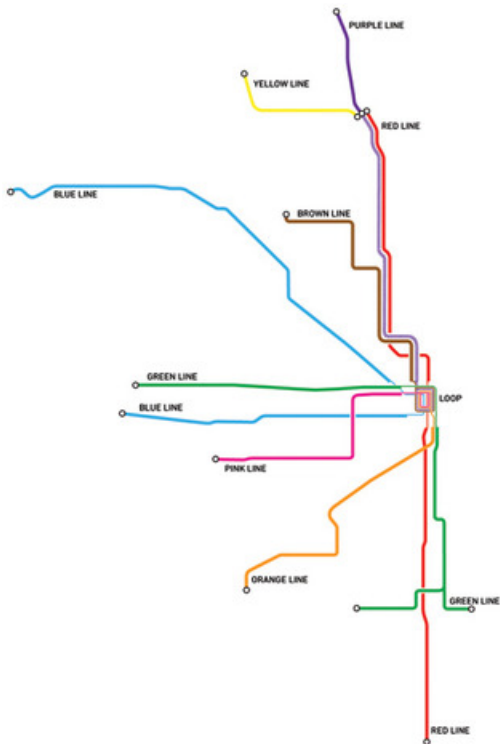 PURPLE LINE
YELLOW LINE
RED LINE
BLUE LINE
BROWN LINE
GREEN LINE
LOOP
BLUE LINE
PINK LINE
ORANGE LINE
GREEN LINE
RED LINE